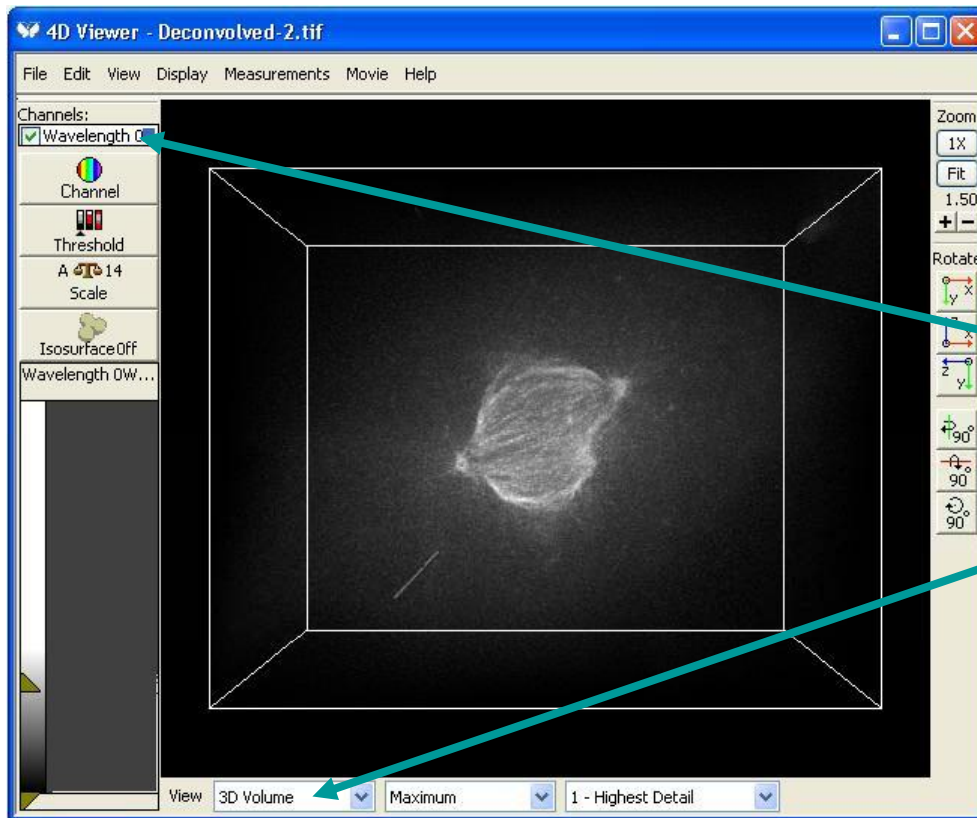 4D Viewer - Deconvolved-2.tif
File Edit View Display Measurements Movie Help
Channels:
Wavelength 0
Channel
Threshold
A 14
Scale
Isosurface Off
Wavelength 0W...
Zoom
1X
Fit
1.50
+ -
Rotate
y x
z x
z y
90°
90°
90°
View 3D Volume Maximum 1 - Highest Detail